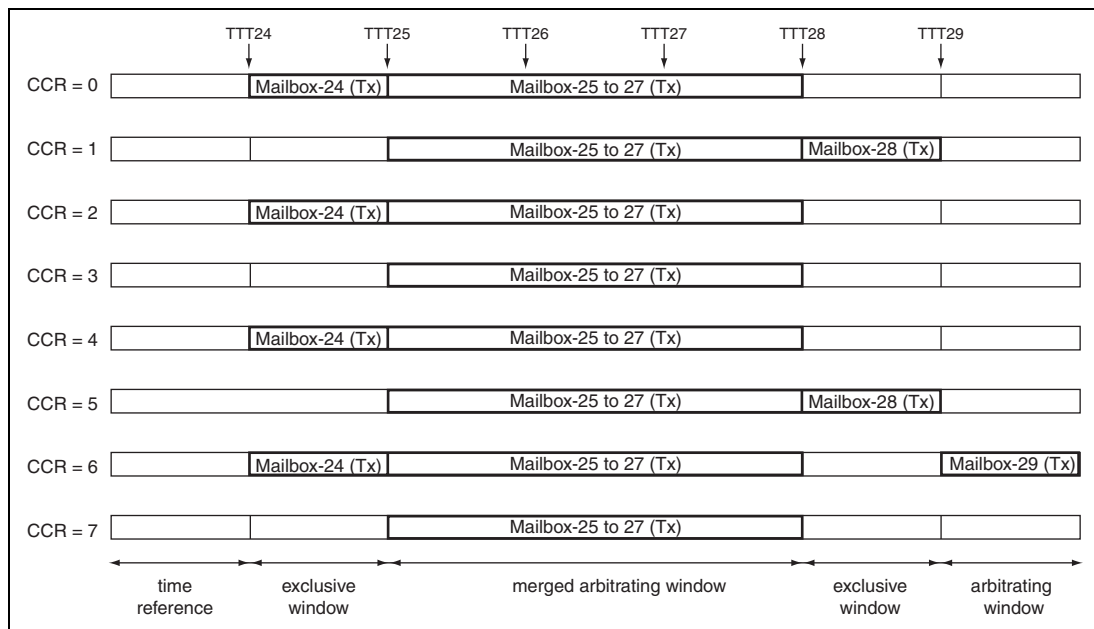 TTT24 TTT25 TTT26 TTT27 TTT28 TTT29
CCR = 0 Mailbox-24 (Tx) Mailbox-25 to 27 (Tx)
CCR = 1 Mailbox-25 to 27 (Tx) Mailbox-28 (Tx)
CCR = 2 Mailbox-24 (Tx) Mailbox-25 to 27 (Tx)
CCR = 3 Mailbox-25 to 27 (Tx)
CCR = 4 Mailbox-24 (Tx) Mailbox-25 to 27 (Tx)
CCR = 5 Mailbox-25 to 27 (Tx) Mailbox-28 (Tx)
CCR = 6 Mailbox-24 (Tx) Mailbox-25 to 27 (Tx) Mailbox-29 (Tx)
CCR = 7 Mailbox-25 to 27 (Tx)
time reference
exclusive window
merged arbitrating window
exclusive window
arbitrating window